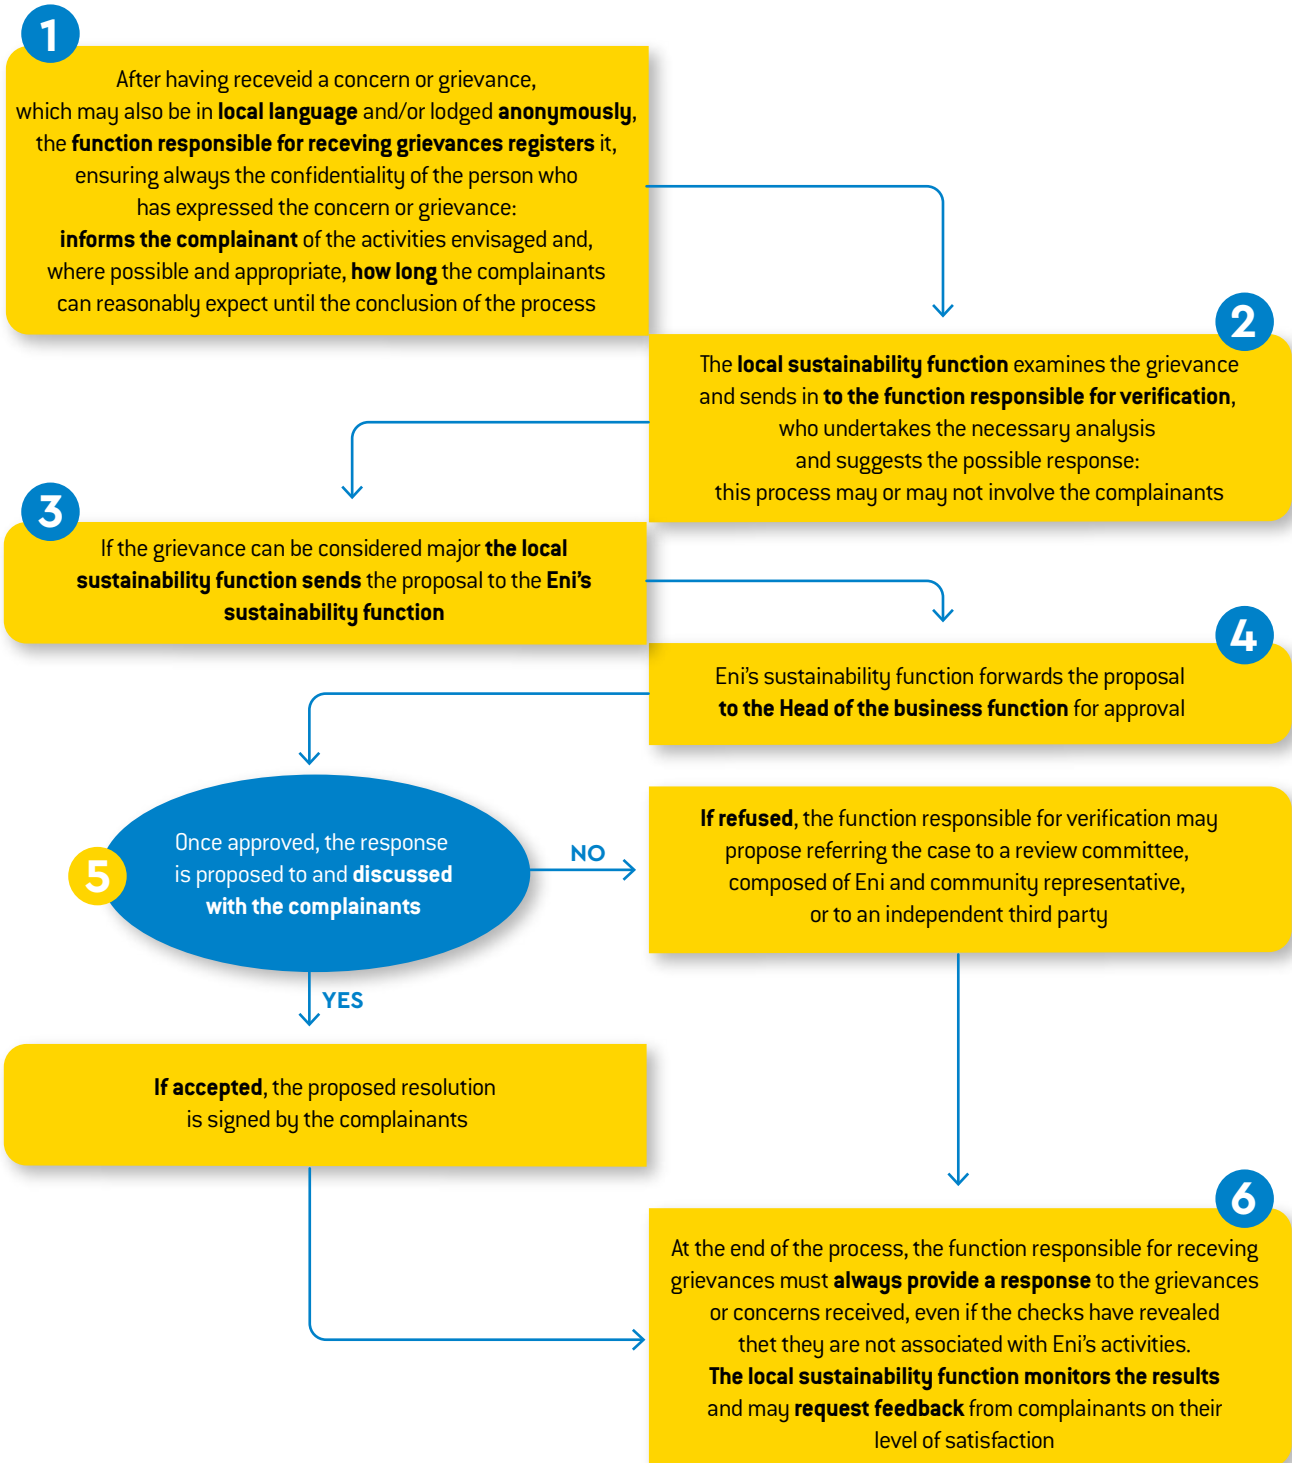 1
After having receveid a concern or grievance,
which may also be in local language and/or lodged anonymously,
the function responsible for receving grievances registers it,
ensuring always the confidentiality of the person who
has expressed the concern or grievance:
informs the complainant of the activities envisaged and,
where possible and appropriate, how long the complainants
can reasonably expect until the conclusion of the process
2
The local sustainability function examines the grievance
and sends in to the function responsible for verification,
who undertakes the necessary analysis
and suggests the possible response:
this process may or may not involve the complainants
3
If the grievance can be considered major the local
sustainability function sends the proposal to the Eni’s
sustainability function
4
Eni’s sustainability function forwards the proposal
to the Head of the business function for approval
5
Once approved, the response
is proposed to and discussed
with the complainants
NO
If refused, the function responsible for verification may
propose referring the case to a review committee,
composed of Eni and community representative,
or to an independent third party
YES
If accepted, the proposed resolution
is signed by the complainants
6
At the end of the process, the function responsible for receving
grievances must always provide a response to the grievances
or concerns received, even if the checks have revealed
thet they are not associated with Eni’s activities.
The local sustainability function monitors the results
and may request feedback from complainants on their
level of satisfaction